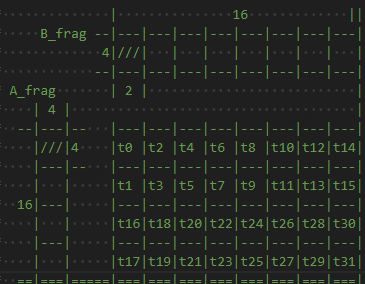 |                               16            ||
B_frag --|---|---|---|---|---|---|---|---|
4|///|   |   |   |   |   |   |   |
--|---|---|---|---|---|---|---|---|
A_frag       | 2 |                           |
| 4 |                                    |
--|---|--      |---|---|---|---|---|---|---|---|
|///|4     |t0 |t2 |t4 |t6 |t8 |t10|t12|t14|
|---|--    |---|---|---|---|---|---|---|---|
|   |      |t1 |t3 |t5 |t7 |t9 |t11|t13|t15|
16|---|      |---|---|---|---|---|---|---|---|
|   |      |t16|t18|t20|t22|t24|t26|t28|t30|
|---|      |---|---|---|---|---|---|---|---|
|   |      |t17|t19|t21|t23|t25|t27|t29|t31|
==|===|=====|===|===|===|===|===|===|===|===|